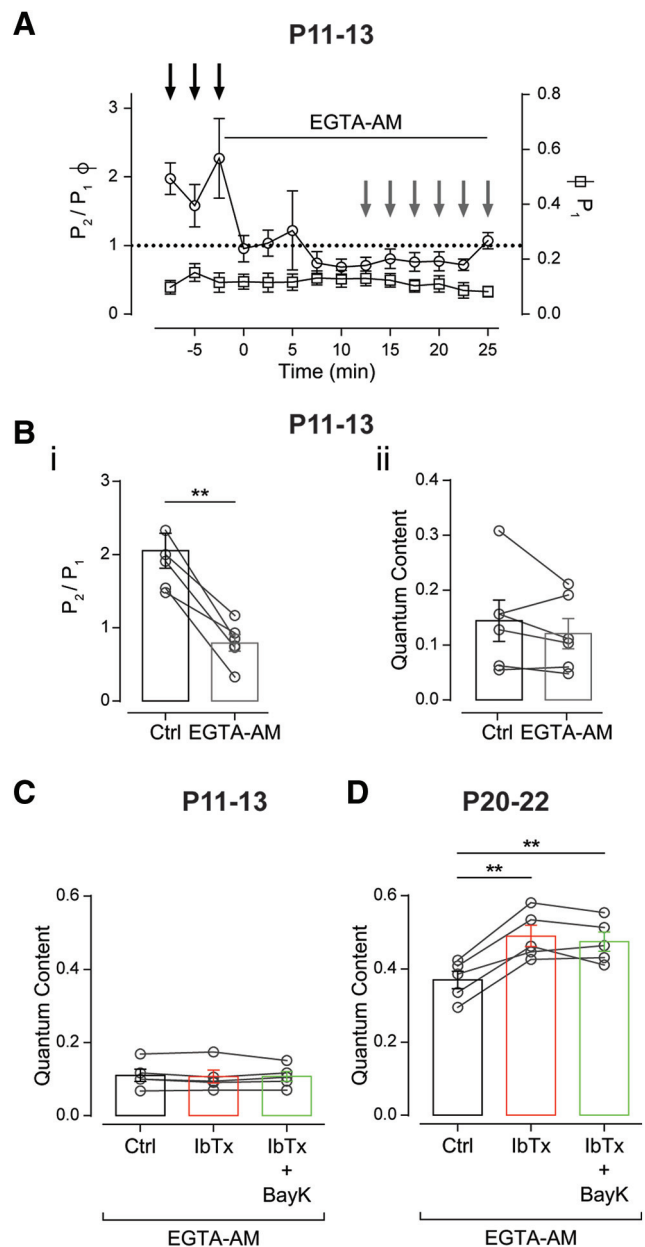 A
P11-13
EGTA-AM
P2 / P1
P1
3
2
1
0
0.8
0.6
0.4
0.2
0.0
-5
0
5
10
15
20
25
Time (min)
B
P11-13
i
ii
**
P2 / P1
3
2
1
0
Ctrl EGTA-AM
Quantum Content
0.4
0.3
0.2
0.1
0.0
Ctrl EGTA-AM
C
P11-13
Quantum Content
0.6
0.4
0.2
0.0
Ctrl
IbTx
IbTx
+
BayK
EGTA-AM
D
P20-22
**
**
Quantum Content
0.6
0.4
0.2
0.0
Ctrl
IbTx
IbTx
+
BayK
EGTA-AM